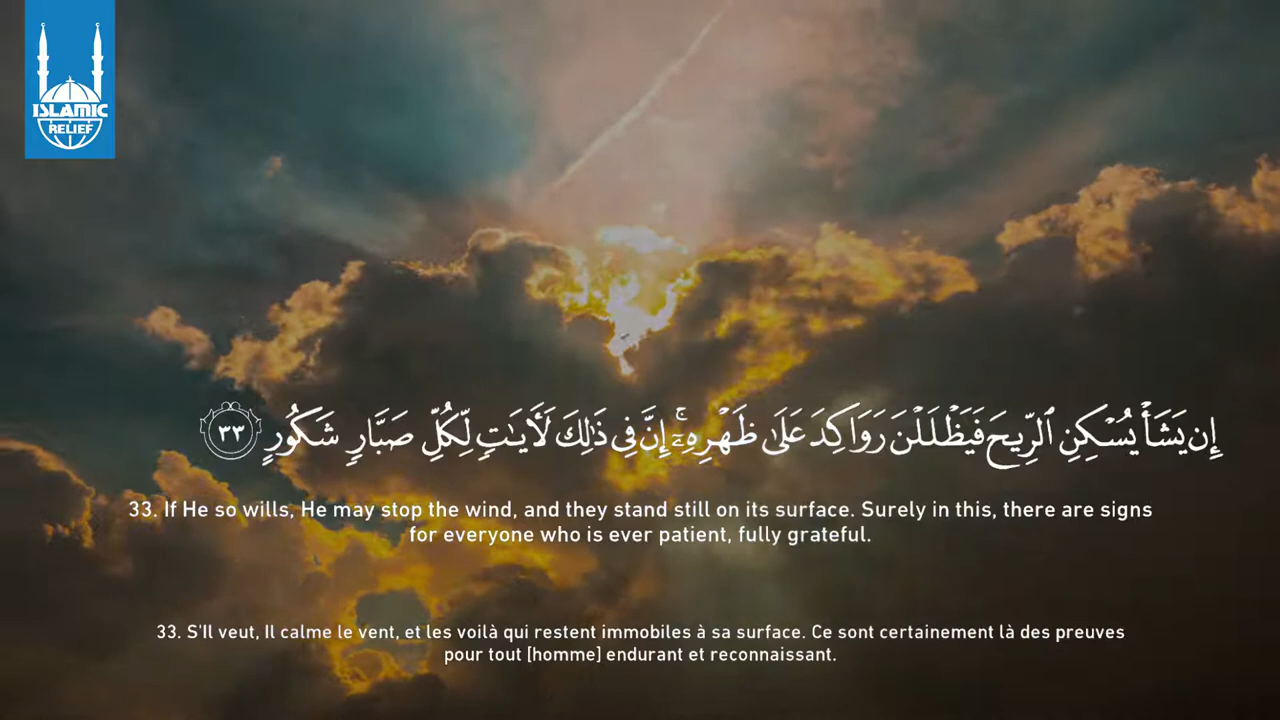 ISLAMIC
RELIEF
إِن يَشَأْ يُسْكِنِ ٱلرِّيحَ فَيَظْلَلْنَ رَوَاكِدَ عَلَىٰ ظَهْرِهِۦٓ ۚ إِنَّ فِى ذَٰلِكَ لَـَٔايَـٰتٍ لِّكُلِّ صَبَّارٍ شَكُورٍ ٣٣
33. If He so wills, He may stop the wind, and they stand still on its surface. Surely in this, there are signs
for everyone who is ever patient, fully grateful.
33. S'Il veut, Il calme le vent, et les voilà qui restent immobiles à sa surface. Ce sont certainement là des preuves
pour tout [homme] endurant et reconnaissant.